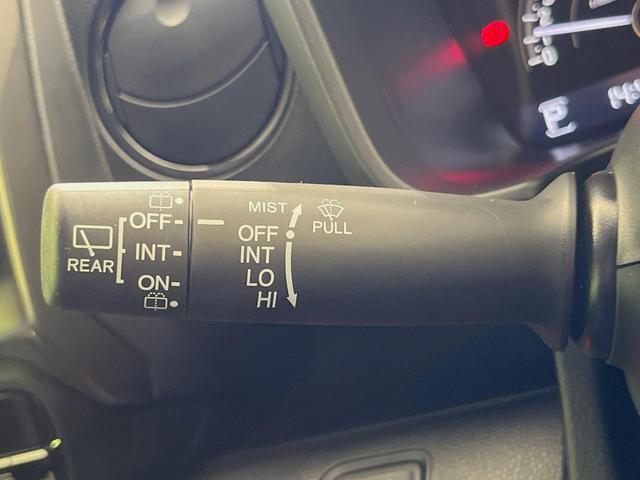 REAR
OFF
INT
ON
MIST
OFF
INT
LO
HI
PULL
E